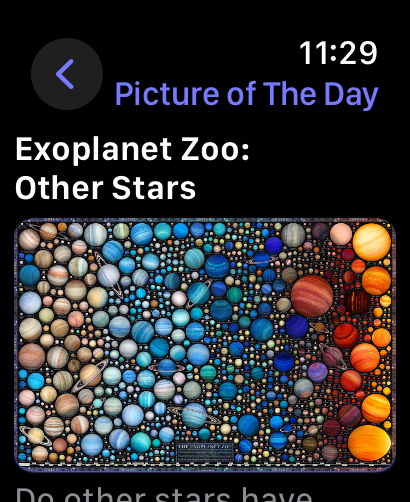 11:29
Picture of The Day
Exoplanet Zoo:
Other Stars
THE EXOPLANET ZOO
Do other stars have